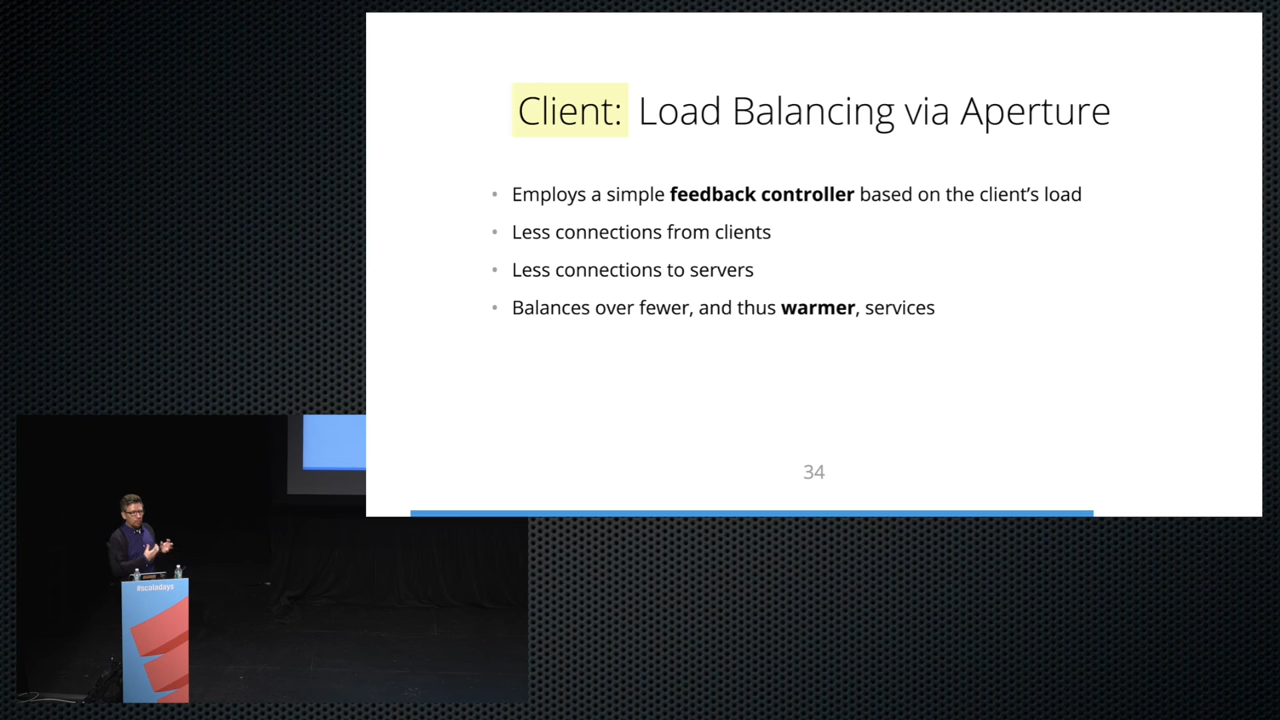 Client: Load Balancing via Aperture
• Employs a simple feedback controller based on the client’s load
• Less connections from clients
• Less connections to servers
• Balances over fewer, and thus warmer, services
34
#scaladays